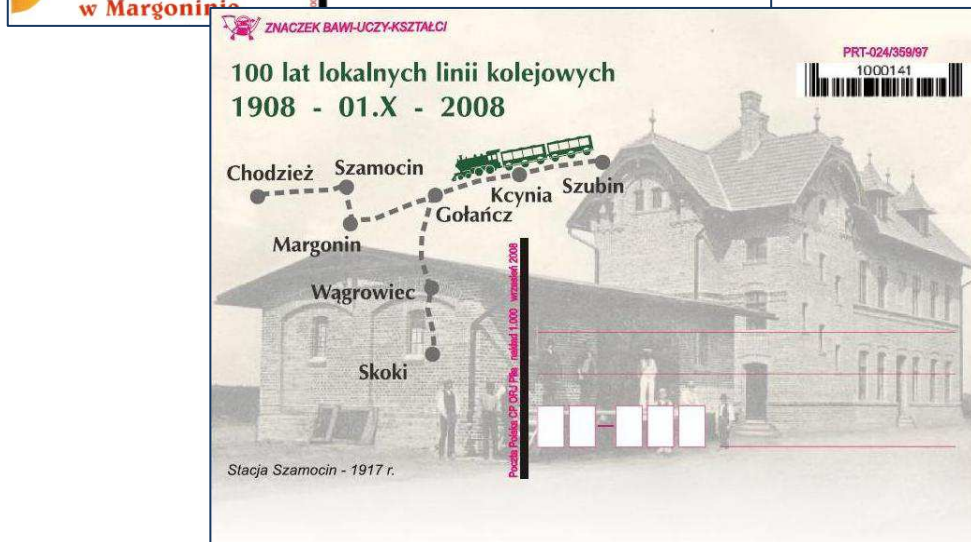 w Margoninie
ZNACZEK BAWI-UCZY-KSZTAŁCI
PRT-024/359/97
1000141
100 lat lokalnych linii kolejowych
1908 - 01.X - 2008
Chodzież
Szamocin
Kcynia
Szubin
Gołańcz
Margonin
Wągrowiec
Skoki
Poczta Polska CP ORJ Piła nakład 1.000 wrzesień 2008
Stacja Szamocin - 1917 r.